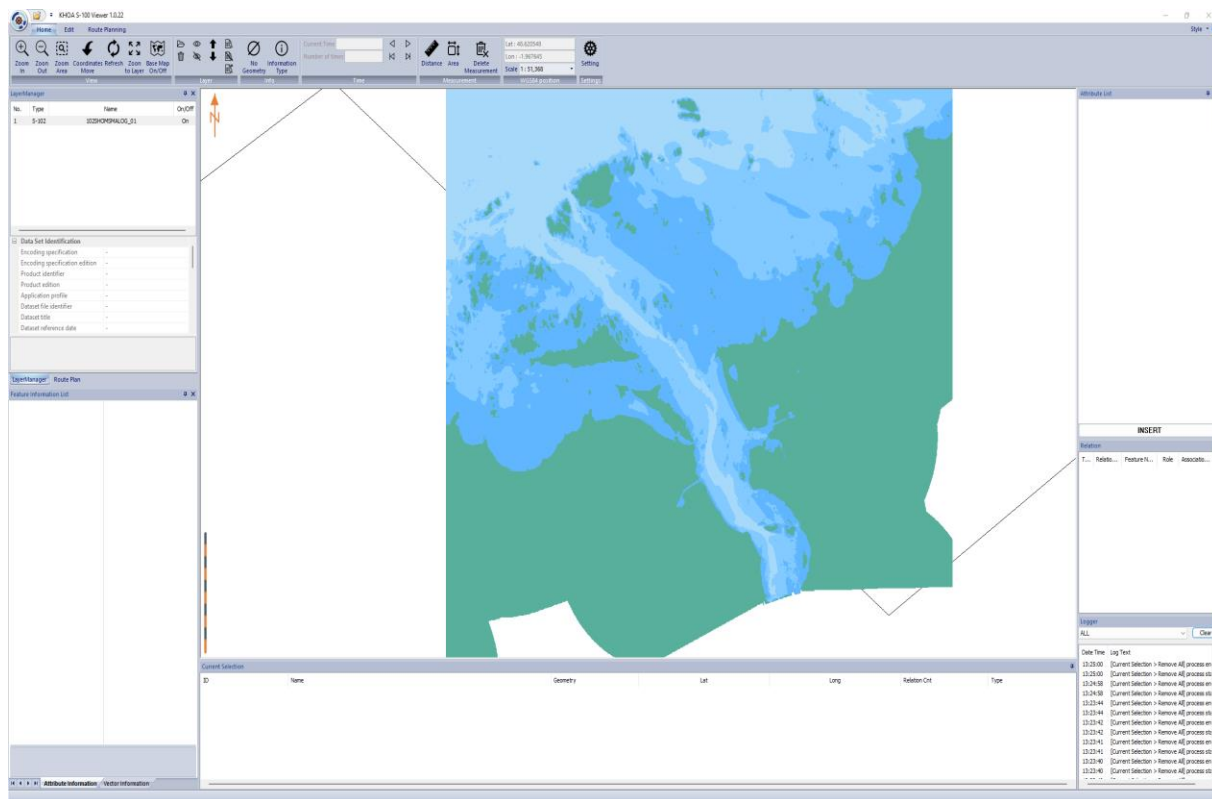 KHOA S-100 Viewer 1.0.22
Home Edit Route Planning Style
Zoom In
Zoom Out
Zoom Area
Coordinates Move
Refresh
Zoom to Layer
Base Map On/Off
View
Layer
No Geometry
Information Type
Info
Current Time
Number of times
Time
Distance
Area
Delete Measurement
Measurement
Scale 1 : 51,368
WGS84 position
Setting
Settings
LayerManager
No. Type Name On/Off
1 S-102 On
Data Set Identification
Encoding specification -
Encoding specification edition -
Product identifier -
Product edition -
Application profile -
Dataset file identifier -
Dataset title -
Dataset reference date -
LayerManager Route Plan
Feature Information List
Attribute Information Vector Information
N
Current Selection
ID Name Geometry Lat Long Relation Cnt Type
Attribute List
INSERT
Relation
T... Relatio... Feature N... Role Associatio...
Logger
ALL Clear
Date Time Log Text
13:25:00 [Current Selection > Remove All] process en
13:25:00 [Current Selection > Remove All] process sta
13:24:58 [Current Selection > Remove All] process en
13:24:58 [Current Selection > Remove All] process sta
13:23:44 [Current Selection > Remove All] process en
13:23:44 [Current Selection > Remove All] process sta
13:23:42 [Current Selection > Remove All] process en
13:23:42 [Current Selection > Remove All] process sta
13:23:41 [Current Selection > Remove All] process en
13:23:41 [Current Selection > Remove All] process sta
13:23:40 [Current Selection > Remove All] process en
13:23:40 [Current Selection > Remove All] process sta